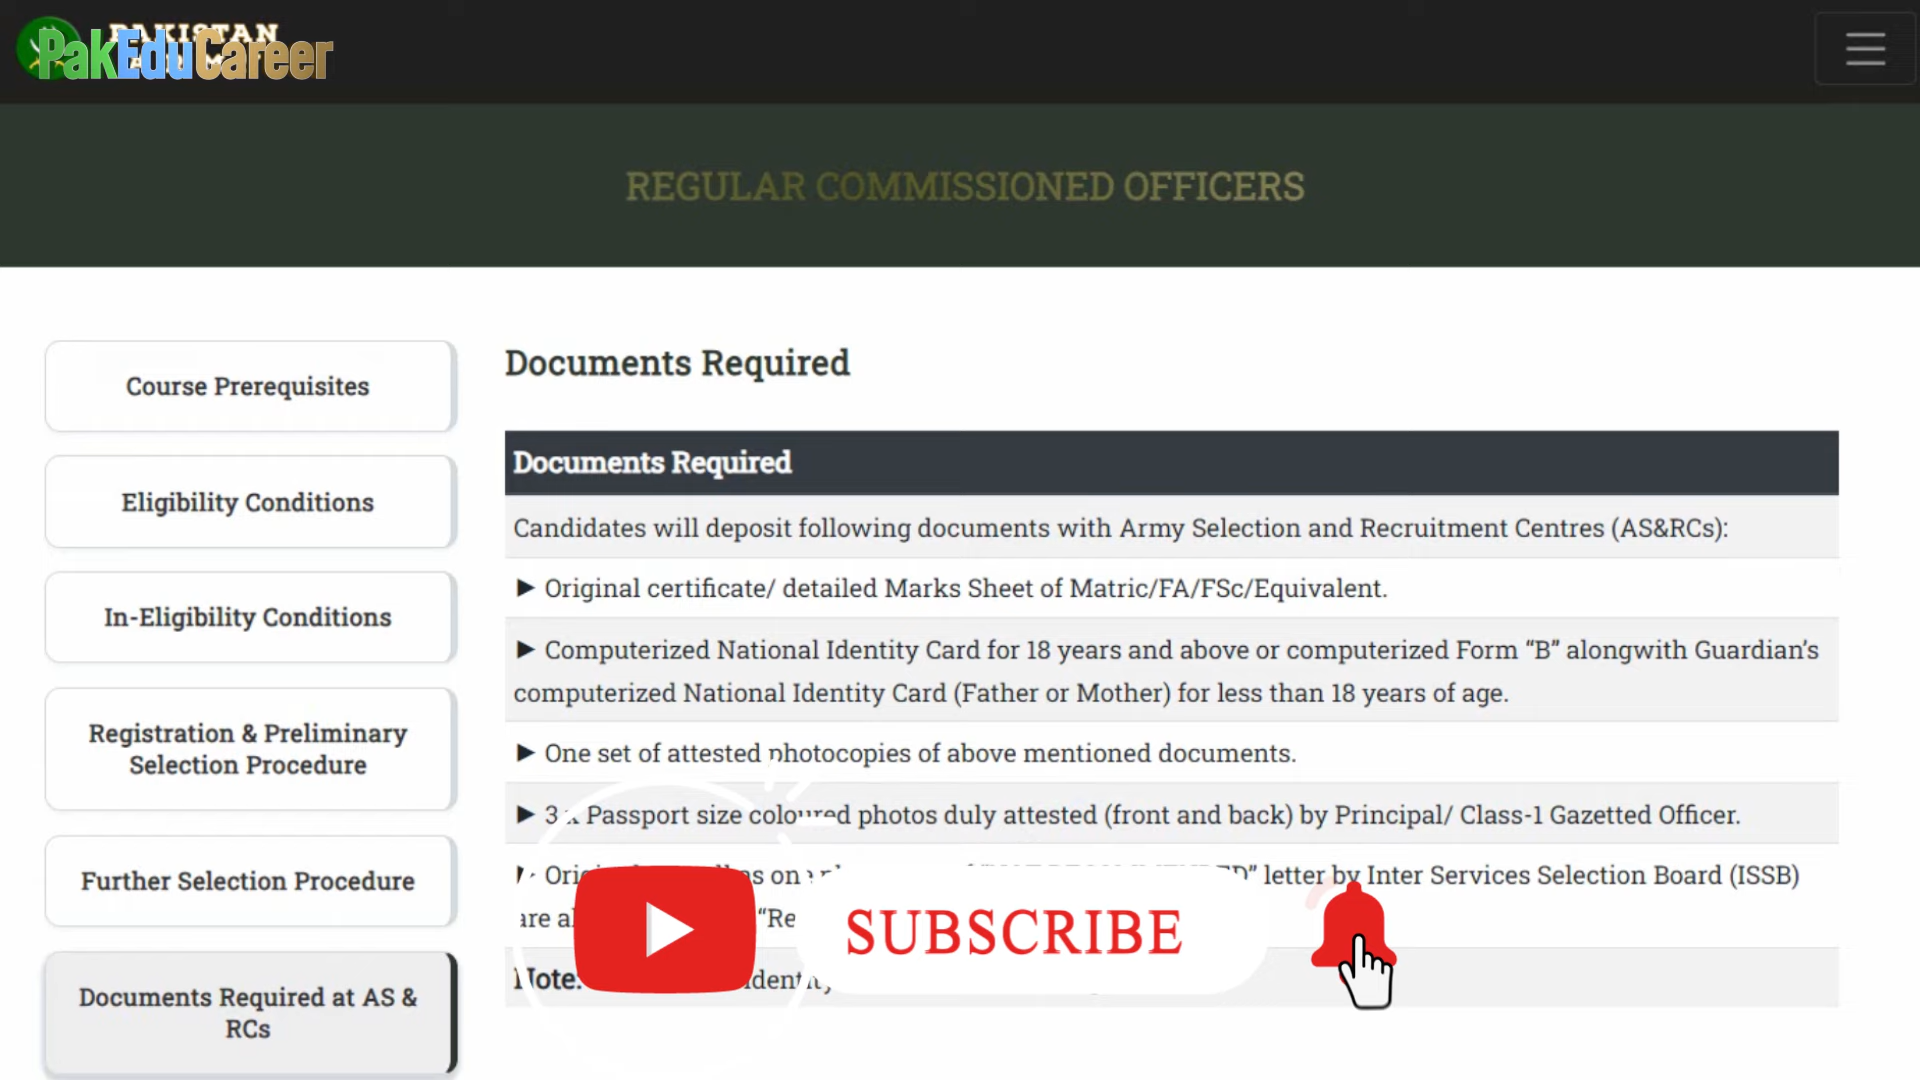 PAKISTAN
PakEduCareer
REGULAR COMMISSIONED OFFICERS
Course Prerequisites
Eligibility Conditions
In-Eligibility Conditions
Registration & Preliminary
Selection Procedure
Further Selection Procedure
Documents Required at AS &
RCs
Documents Required
Documents Required
Candidates will deposit following documents with Army Selection and Recruitment Centres (AS&RCs):
► Original certificate/ detailed Marks Sheet of Matric/FA/FSc/Equivalent.
► Computerized National Identity Card for 18 years and above or computerized Form “B” alongwith Guardian’s
computerized National Identity Card (Father or Mother) for less than 18 years of age.
► One set of attested photocopies of above mentioned documents.
► 3 x Passport size coloured photos duly attested (front and back) by Principal/ Class-1 Gazetted Officer.
on letter by Inter Services Selection Board (ISSB)
are
Note:
SUBSCRIBE